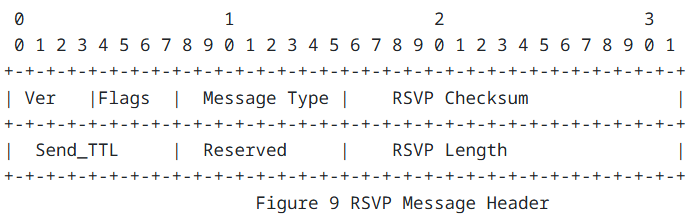 0                   1                   2                   3
 0 1 2 3 4 5 6 7 8 9 0 1 2 3 4 5 6 7 8 9 0 1 2 3 4 5 6 7 8 9 0 1
+-+-+-+-+-+-+-+-+-+-+-+-+-+-+-+-+-+-+-+-+-+-+-+-+-+-+-+-+-+-+-+-+
| Ver   |Flags  |  Message Type |    RSVP Checksum              |
+-+-+-+-+-+-+-+-+-+-+-+-+-+-+-+-+-+-+-+-+-+-+-+-+-+-+-+-+-+-+-+-+
|  Send_TTL     |  Reserved     |    RSVP Length                |
+-+-+-+-+-+-+-+-+-+-+-+-+-+-+-+-+-+-+-+-+-+-+-+-+-+-+-+-+-+-+-+-+
                        Figure 9 RSVP Message Header